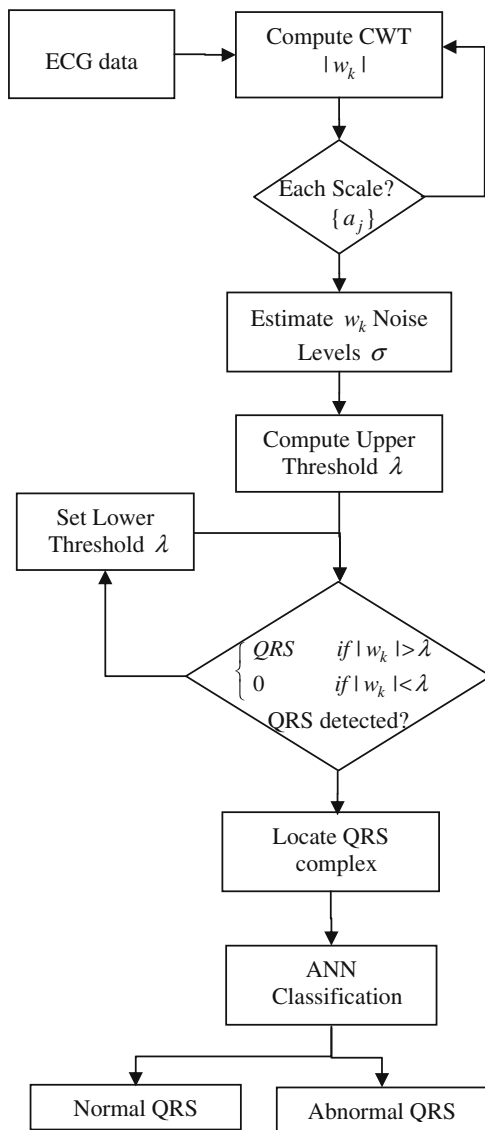 ECG data
Compute CWT
| w_k |
Each Scale?
{ a_j }
Estimate w_k Noise
Levels σ
Compute Upper
Threshold λ
Set Lower
Threshold λ
{ QRS if | w_k | > λ
0 if | w_k | < λ
QRS detected?
Locate QRS
complex
ANN
Classification
Normal QRS
Abnormal QRS